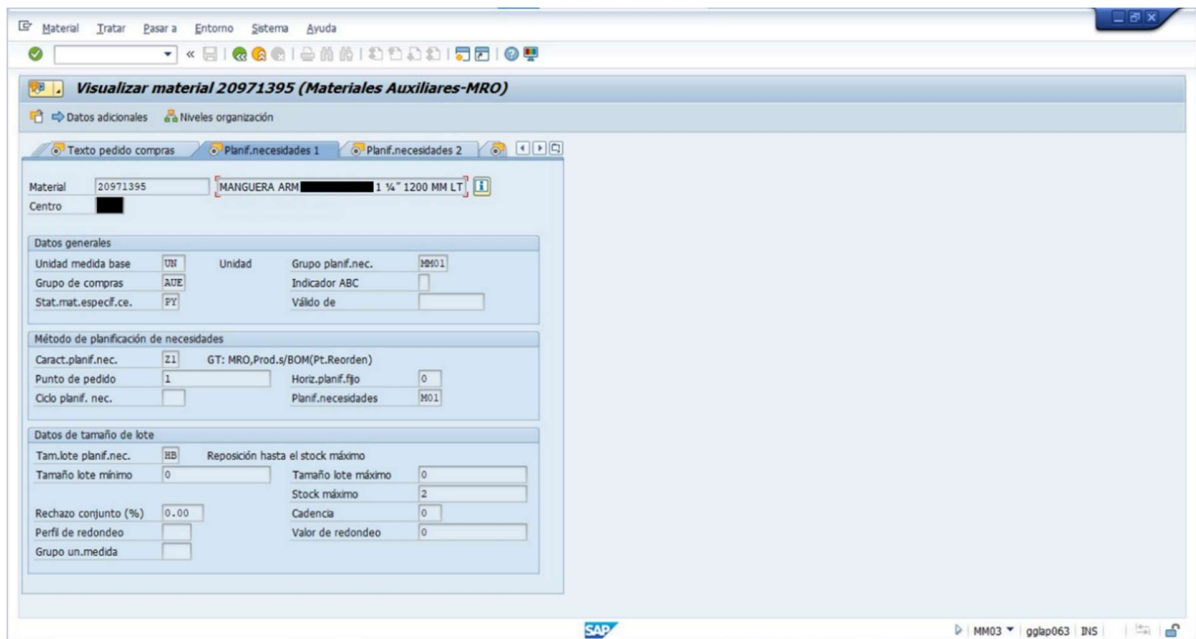 Material Tratar Pasar a Entorno Sistema Ayuda
Visualizar material 20971395 (Materiales Auxiliares-MRO)
Datos adicionales Niveles organización
Texto pedido compras Planif.necesidades 1 Planif.necesidades 2
Material 20971395 MANGUERA ARM 1 ¼" 1200 MM LT
Centro
Datos generales
Unidad medida base UN Unidad Grupo planif.nec. MM01
Grupo de compras AUE Indicador ABC
Stat.mat.específ.ce. PY Válido de
Método de planificación de necesidades
Caract.planif.nec. Z1 GT: MRO,Prod.s/BOM(Pt.Reorden)
Punto de pedido 1 Horiz.planif.fijo 0
Ciclo planif. nec. Planif.necesidades M01
Datos de tamaño de lote
Tam.lote planif.nec. HB Reposición hasta el stock máximo
Tamaño lote mínimo 0 Tamaño lote máximo 0
Stock máximo 2
Rechazo conjunto (%) 0.00 Cadencia 0
Perfil de redondeo Valor de redondeo 0
Grupo un.medida
SAP MM03 gglap063 INS